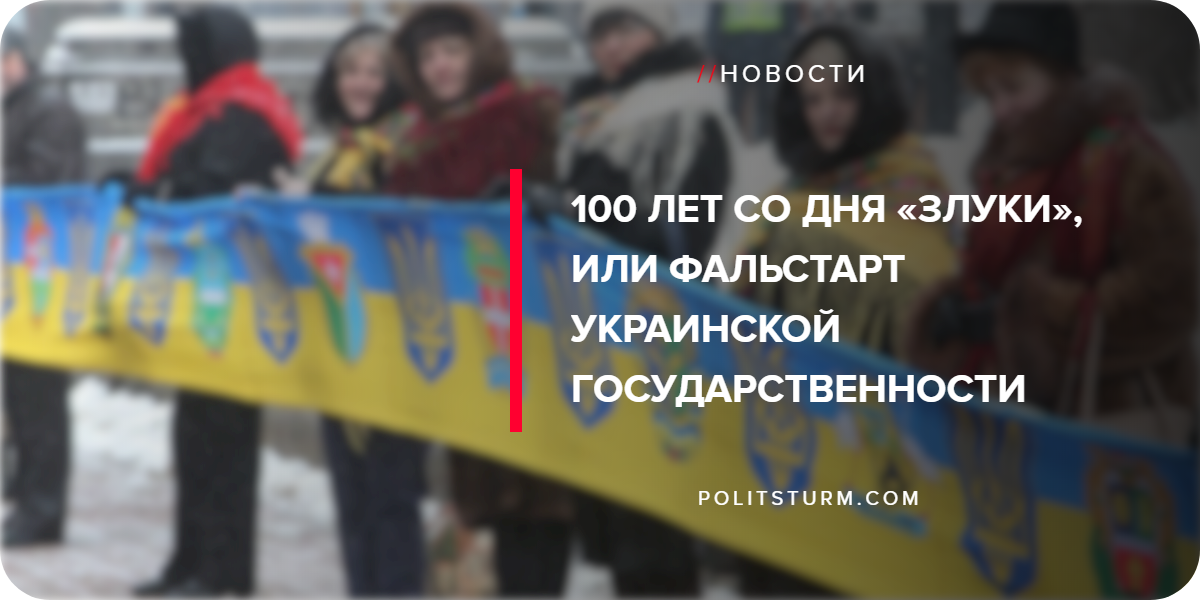 //НОВОСТИ
100 ЛЕТ СО ДНЯ «ЗЛУКИ»,
ИЛИ ФАЛЬСТАРТ
УКРАИНСКОЙ
ГОСУДАРСТВЕННОСТИ
POLITSTURM.COM